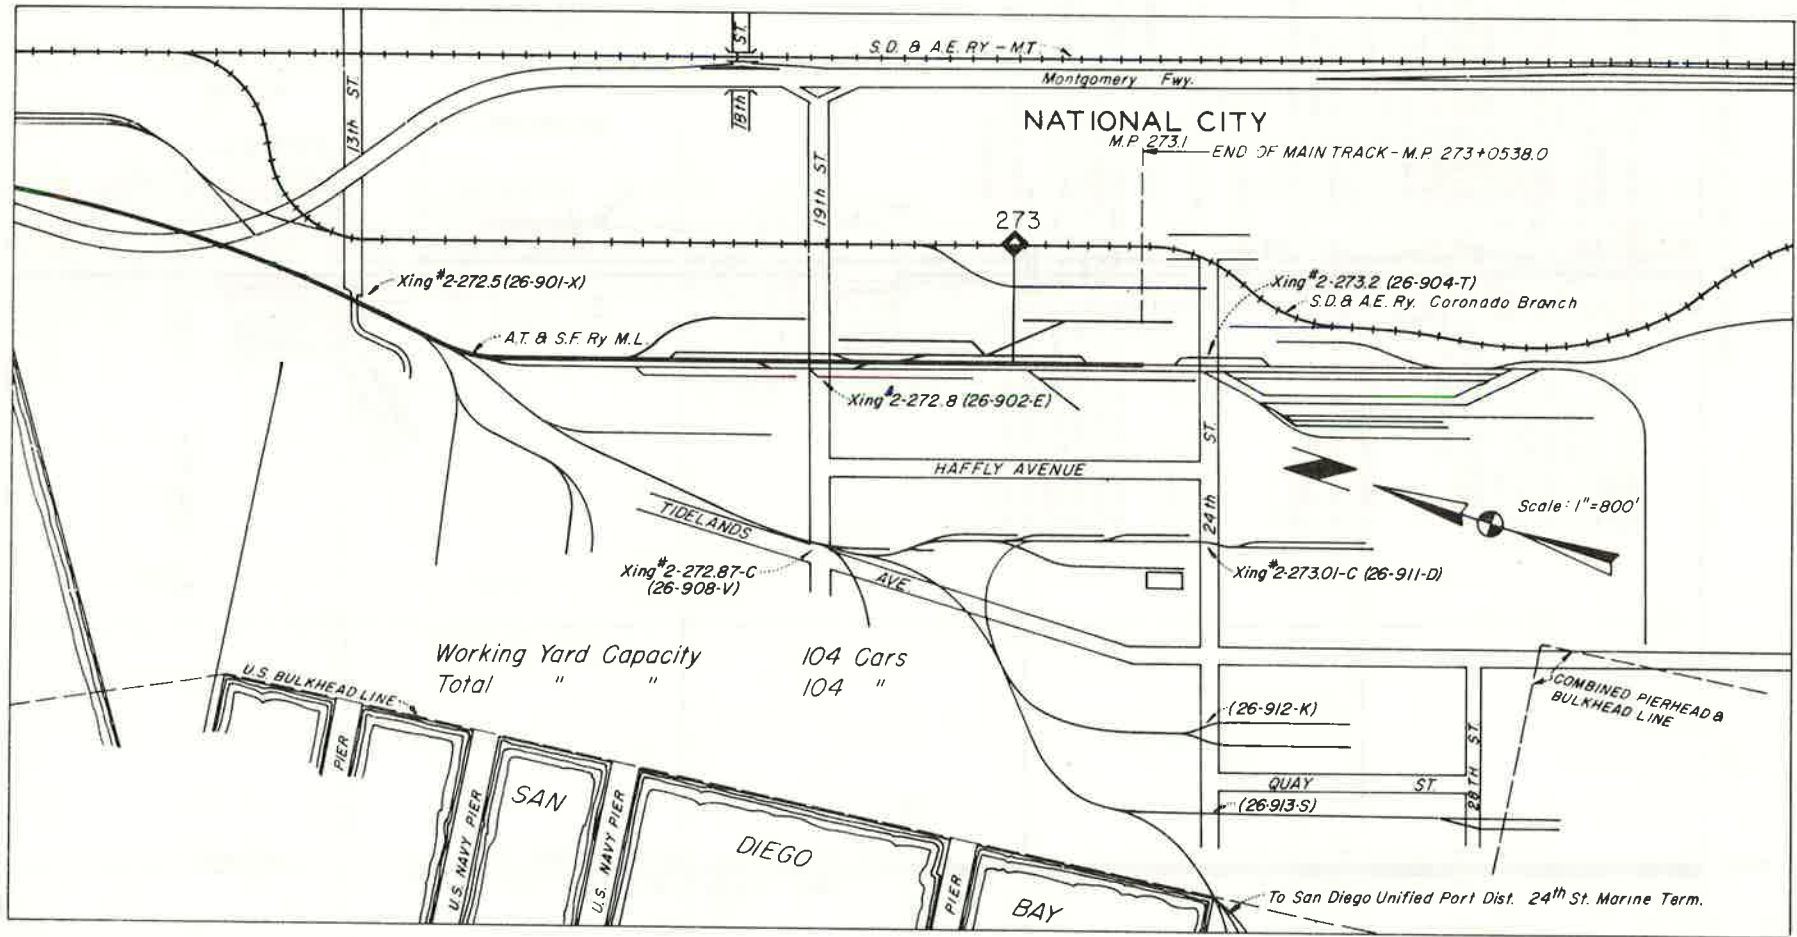 S.D. & A.E. RY - M.T.
Montgomery Fwy.
13th ST.
18th ST.
19th ST.
NATIONAL CITY
M.P. 273.1
END OF MAIN TRACK - M.P. 273+0538.0
273
Xing #2-272.5 (26-901-X)
Xing #2-273.2 (26-904-T)
S.D. & A.E. Ry. Coronado Branch
A.T. & S.F. Ry M.L.
Xing #2-272.8 (26-902-E)
HAFFLY AVENUE
24th ST.
Scale: 1"=800'
TIDELANDS AVE.
Xing #2-272.87-C
(26-908-V)
Xing #2-273.01-C (26-911-D)
Working Yard Capacity 104 Cars
Total " " 104 "
U.S. BULKHEAD LINE
COMBINED PIERHEAD &
BULKHEAD LINE
(26-912-K)
QUAY ST.
28TH ST.
(26-913-S)
PIER
U.S. NAVY PIER
SAN
U.S. NAVY PIER
DIEGO
PIER
BAY
To San Diego Unified Port Dist. 24th St. Marine Term.